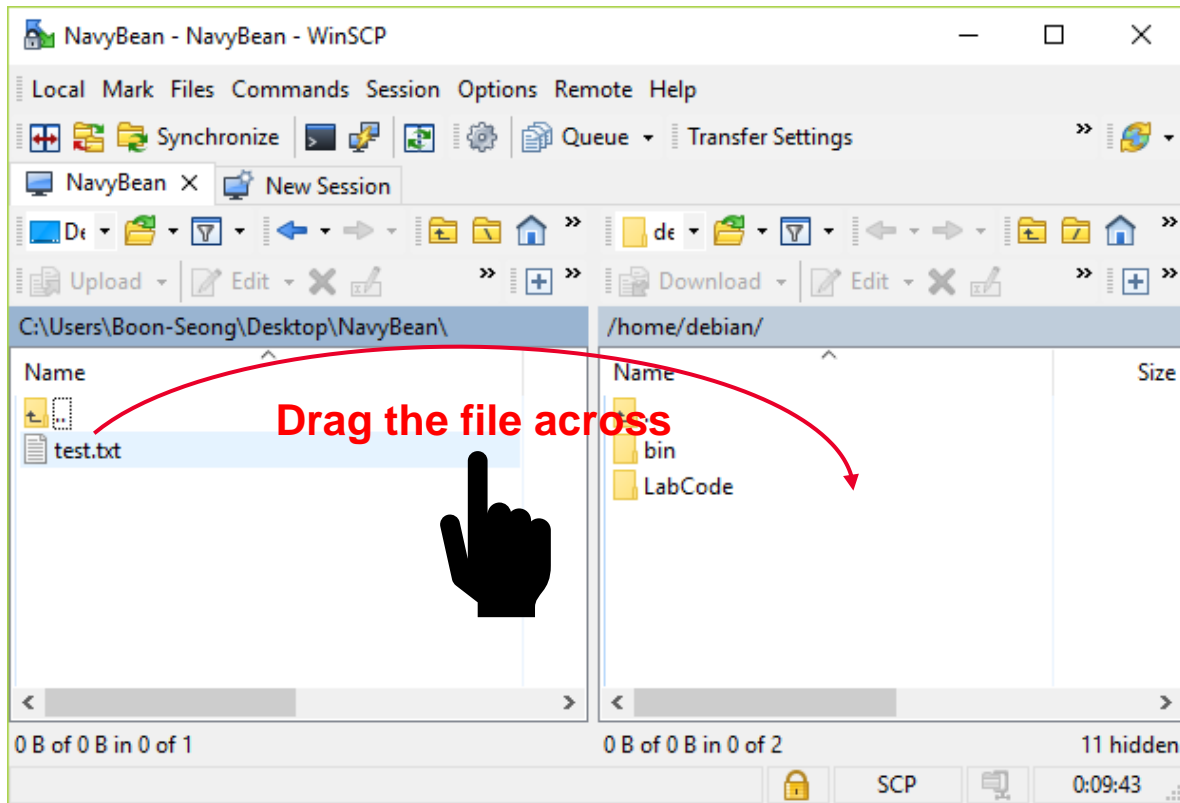 NavyBean - NavyBean - WinSCP
Local Mark Files Commands Session Options Remote Help
Synchronize Queue Transfer Settings »
NavyBean X New Session
De » de »
Upload Edit » » Download Edit » »
C:\Users\Boon-Seong\Desktop\NavyBean\ /home/debian/
Name Name Size
.. ..
Drag the file across
test.txt bin
LabCode
0 B of 0 B in 0 of 1 0 B of 0 B in 0 of 2 11 hidden
SCP 0:09:43